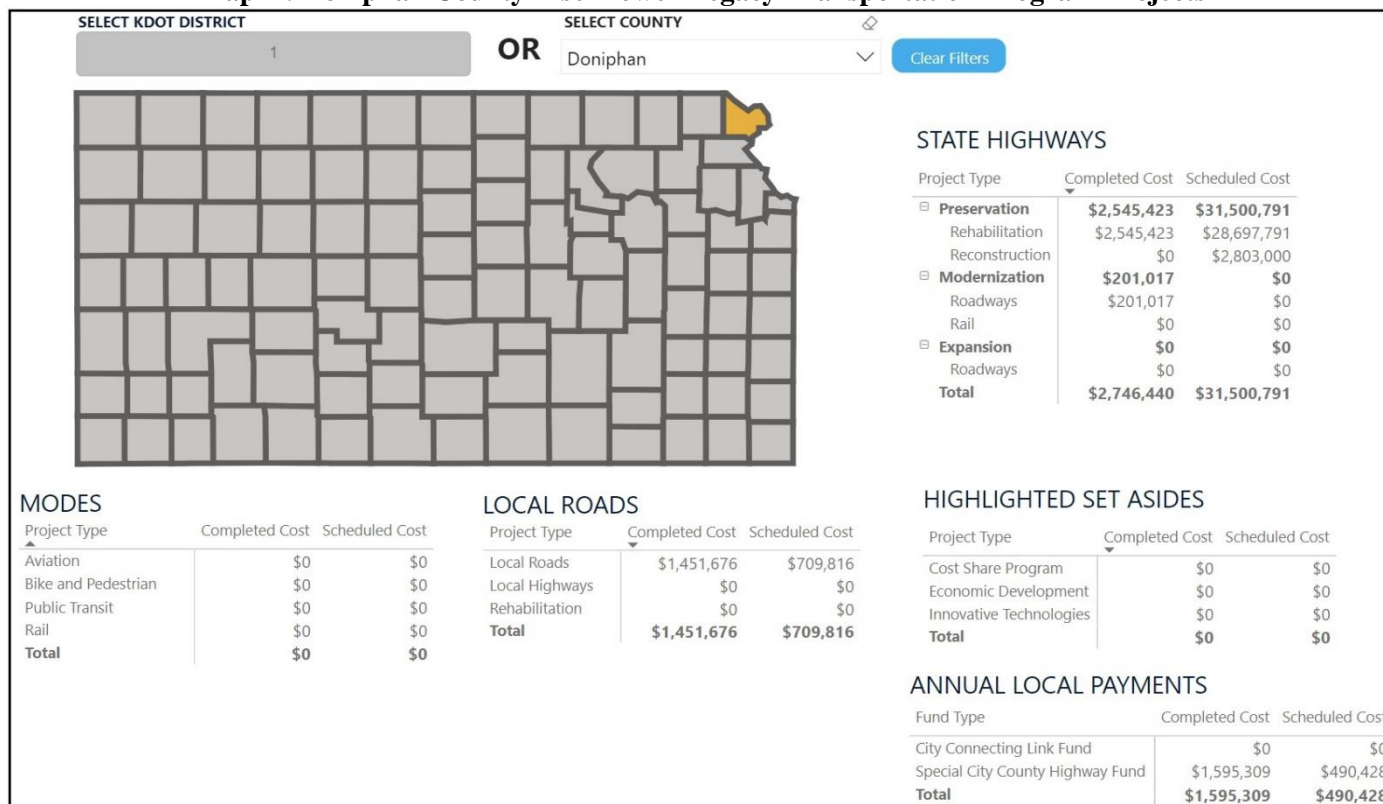 SELECT KDOT DISTRICT
1
OR
SELECT COUNTY
Doniphan
Clear Filters
STATE HIGHWAYS
Project Type Completed Cost Scheduled Cost
Preservation $2,545,423 $31,500,791
Rehabilitation $2,545,423 $28,697,791
Reconstruction $0 $2,803,000
Modernization $201,017 $0
Roadways $201,017 $0
Rail $0 $0
Expansion $0 $0
Roadways $0 $0
Total $2,746,440 $31,500,791
MODES
Project Type Completed Cost Scheduled Cost
Aviation $0 $0
Bike and Pedestrian $0 $0
Public Transit $0 $0
Rail $0 $0
Total $0 $0
LOCAL ROADS
Project Type Completed Cost Scheduled Cost
Local Roads $1,451,676 $709,816
Local Highways $0 $0
Rehabilitation $0 $0
Total $1,451,676 $709,816
HIGHLIGHTED SET ASIDES
Project Type Completed Cost Scheduled Cost
Cost Share Program $0 $0
Economic Development $0 $0
Innovative Technologies $0 $0
Total $0 $0
ANNUAL LOCAL PAYMENTS
Fund Type Completed Cost Scheduled Cost
City Connecting Link Fund $0 $0
Special City County Highway Fund $1,595,309 $490,428
Total $1,595,309 $490,428